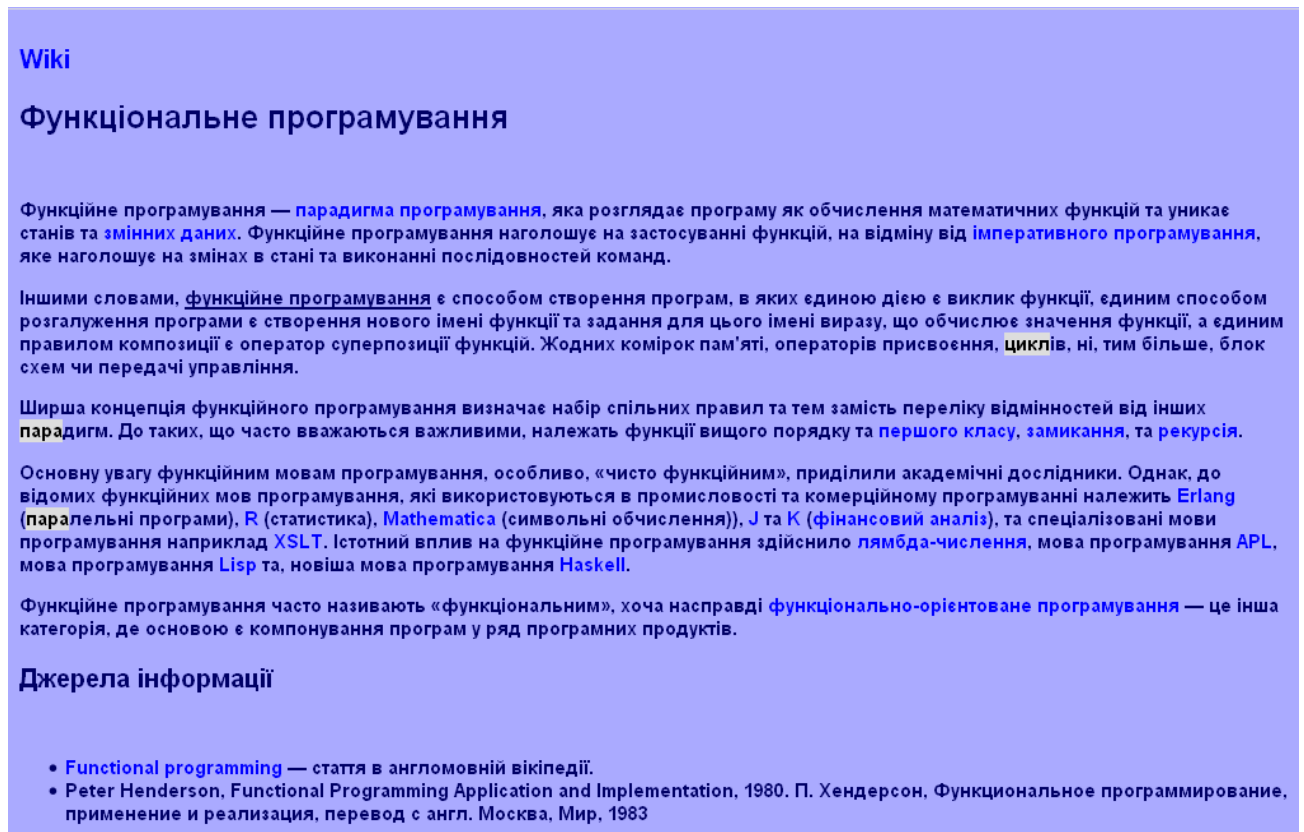 Wiki
Функціональне програмування
Функційне програмування — парадигма програмування, яка розглядає програму як обчислення математичних функцій та уникає
станів та змінних даних. Функційне програмування наголошує на застосуванні функцій, на відміну від імперативного програмування,
яке наголошує на змінах в стані та виконанні послідовностей команд.
Іншими словами, функційне програмування є способом створення програм, в яких єдиною дією є виклик функції, єдиним способом
розгалуження програми є створення нового імені функції та задання для цього імені виразу, що обчислює значення функції, а єдиним
правилом композиції є оператор суперпозиції функцій. Жодних комірок пам'яті, операторів присвоєння, циклів, ні, тим більше, блок
схем чи передачі управління.
Ширша концепція функційного програмування визначає набір спільних правил та тем замість переліку відмінностей від інших
парадигм. До таких, що часто вважаються важливими, належать функції вищого порядку та першого класу, замикання, та рекурсія.
Основну увагу функційним мовам програмування, особливо, «чисто функційним», приділили академічні дослідники. Однак, до
відомих функційних мов програмування, які використовуються в промисловості та комерційному програмуванні належить Erlang
(паралельні програми), R (статистика), Mathematica (символьні обчислення)), J та K (фінансовий аналіз), та спеціалізовані мови
програмування наприклад XSLT. Істотний вплив на функційне програмування здійснило лямбда-числення, мова програмування APL,
мова програмування Lisp та, новіша мова програмування Haskell.
Функційне програмування часто називають «функціональним», хоча насправді функціонально-орієнтоване програмування — це інша
категорія, де основою є компонування програм у ряд програмних продуктів.
Джерела інформації
• Functional programming — стаття в англомовній вікіпедії.
• Peter Henderson, Functional Programming Application and Implementation, 1980. П. Хендерсон, Функциональное программирование,
применение и реализация, перевод с англ. Москва, Мир, 1983